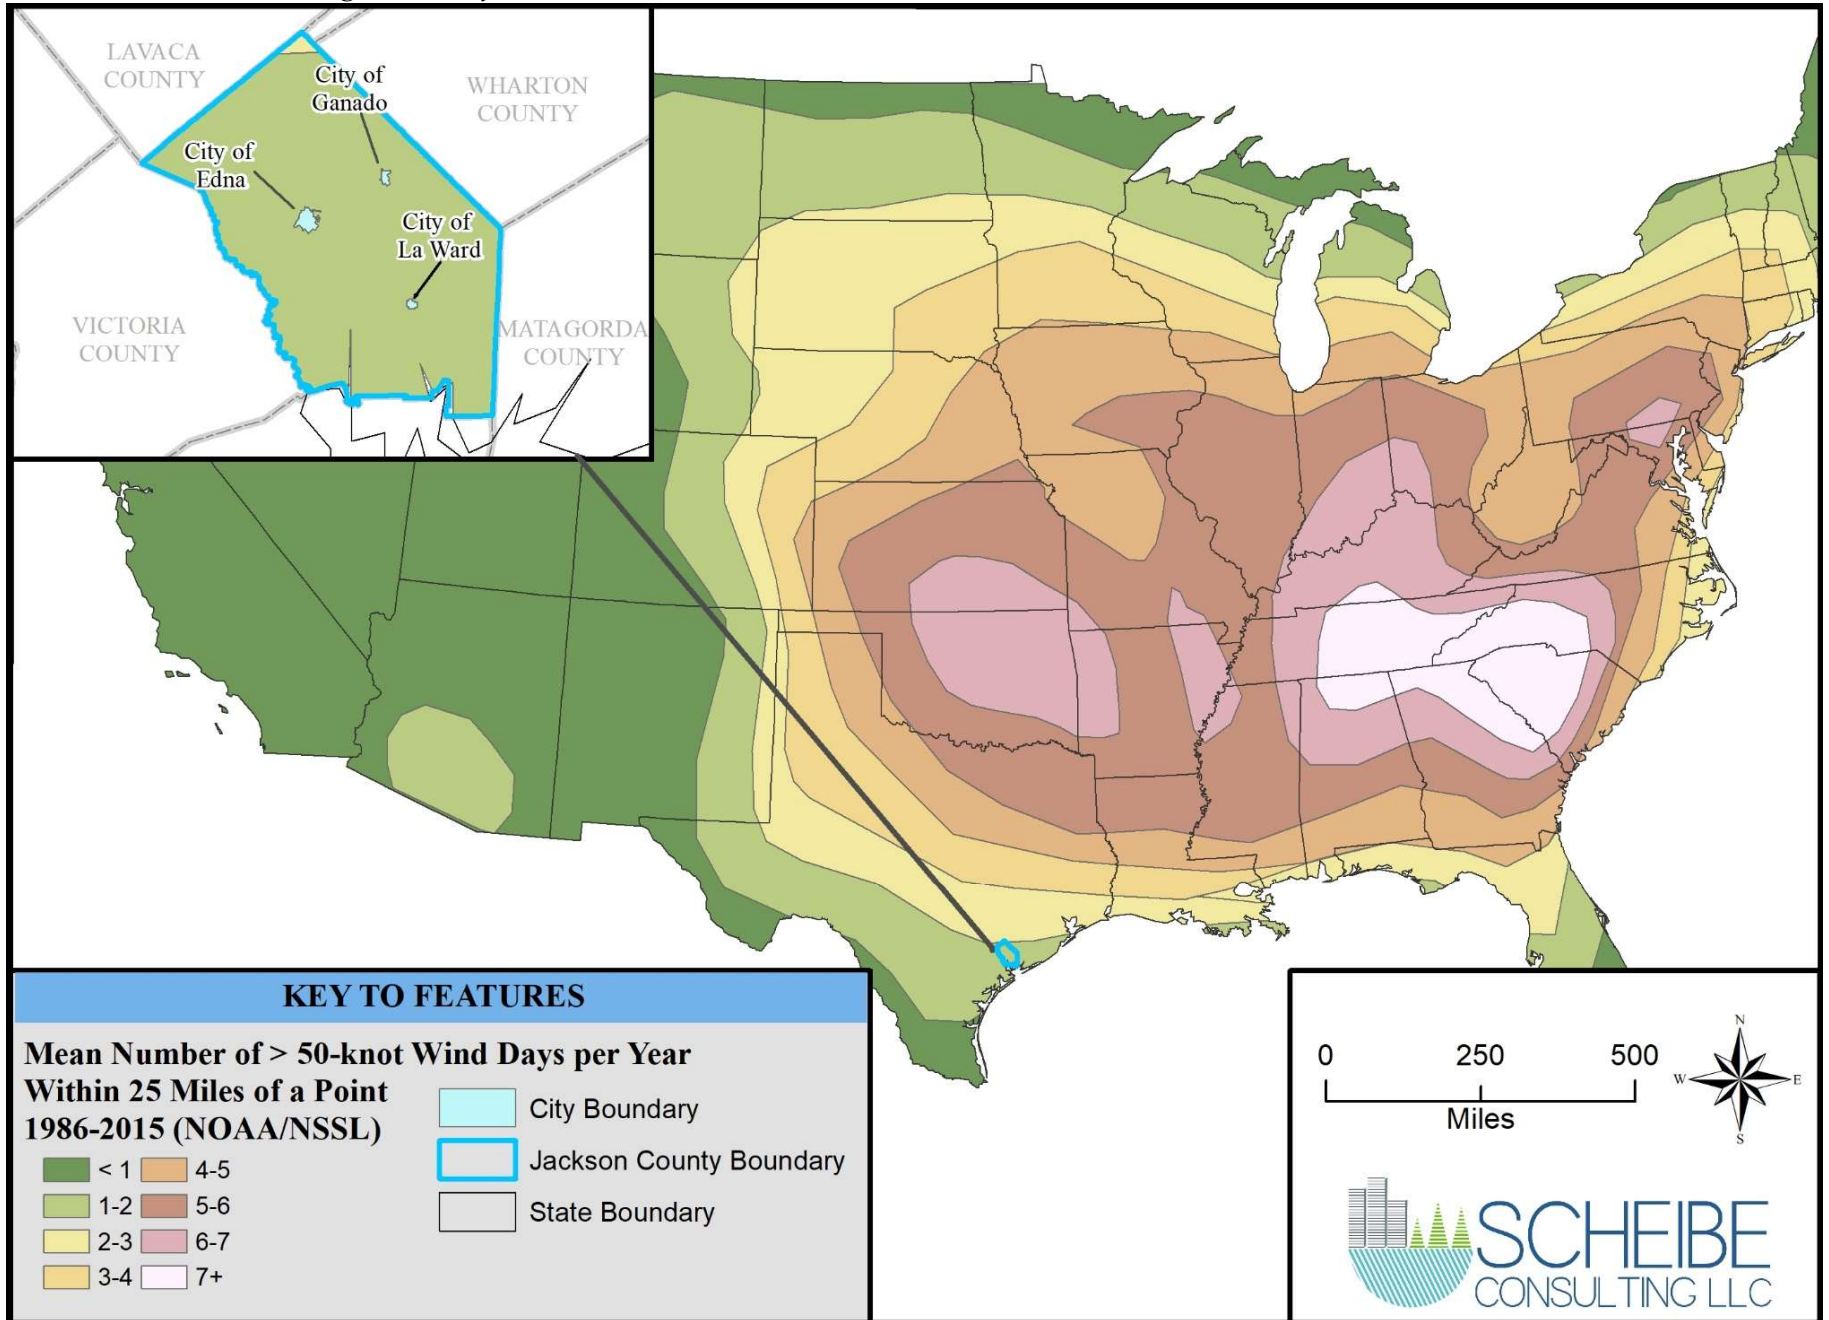 LAVACA
COUNTY
City of
Ganado
WHARTON
COUNTY
City of
Edna
City of
La Ward
VICTORIA
COUNTY
MATAGORDA
COUNTY
KEY TO FEATURES
Mean Number of > 50-knot Wind Days per Year
Within 25 Miles of a Point
1986-2015 (NOAA/NSSL)
< 1
1-2
2-3
3-4
4-5
5-6
6-7
7+
City Boundary
Jackson County Boundary
State Boundary
0 250 500
Miles
N
W E
S
SCHEIBE
CONSULTING LLC